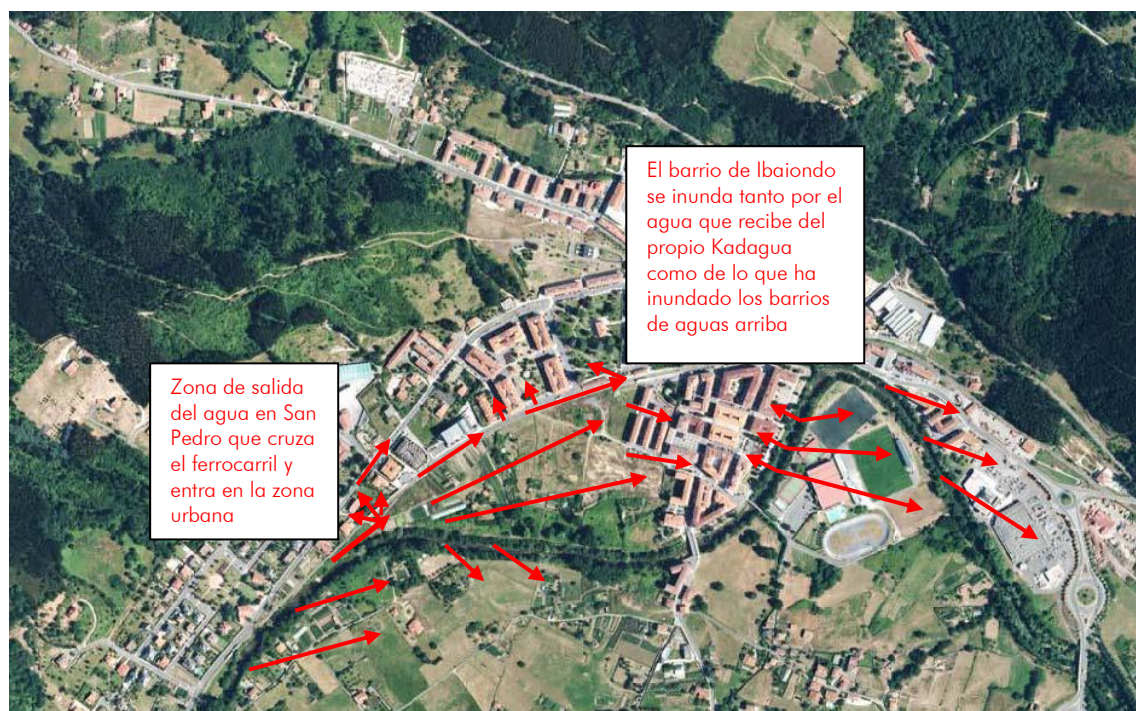 El barrio de Ibaiondo
se inunda tanto por el
agua que recibe del
propio Kadagua
como de lo que ha
inundado los barrios
de aguas arriba
Zona de salida
del agua en San
Pedro que cruza
el ferrocarril y
entra en la zona
urbana